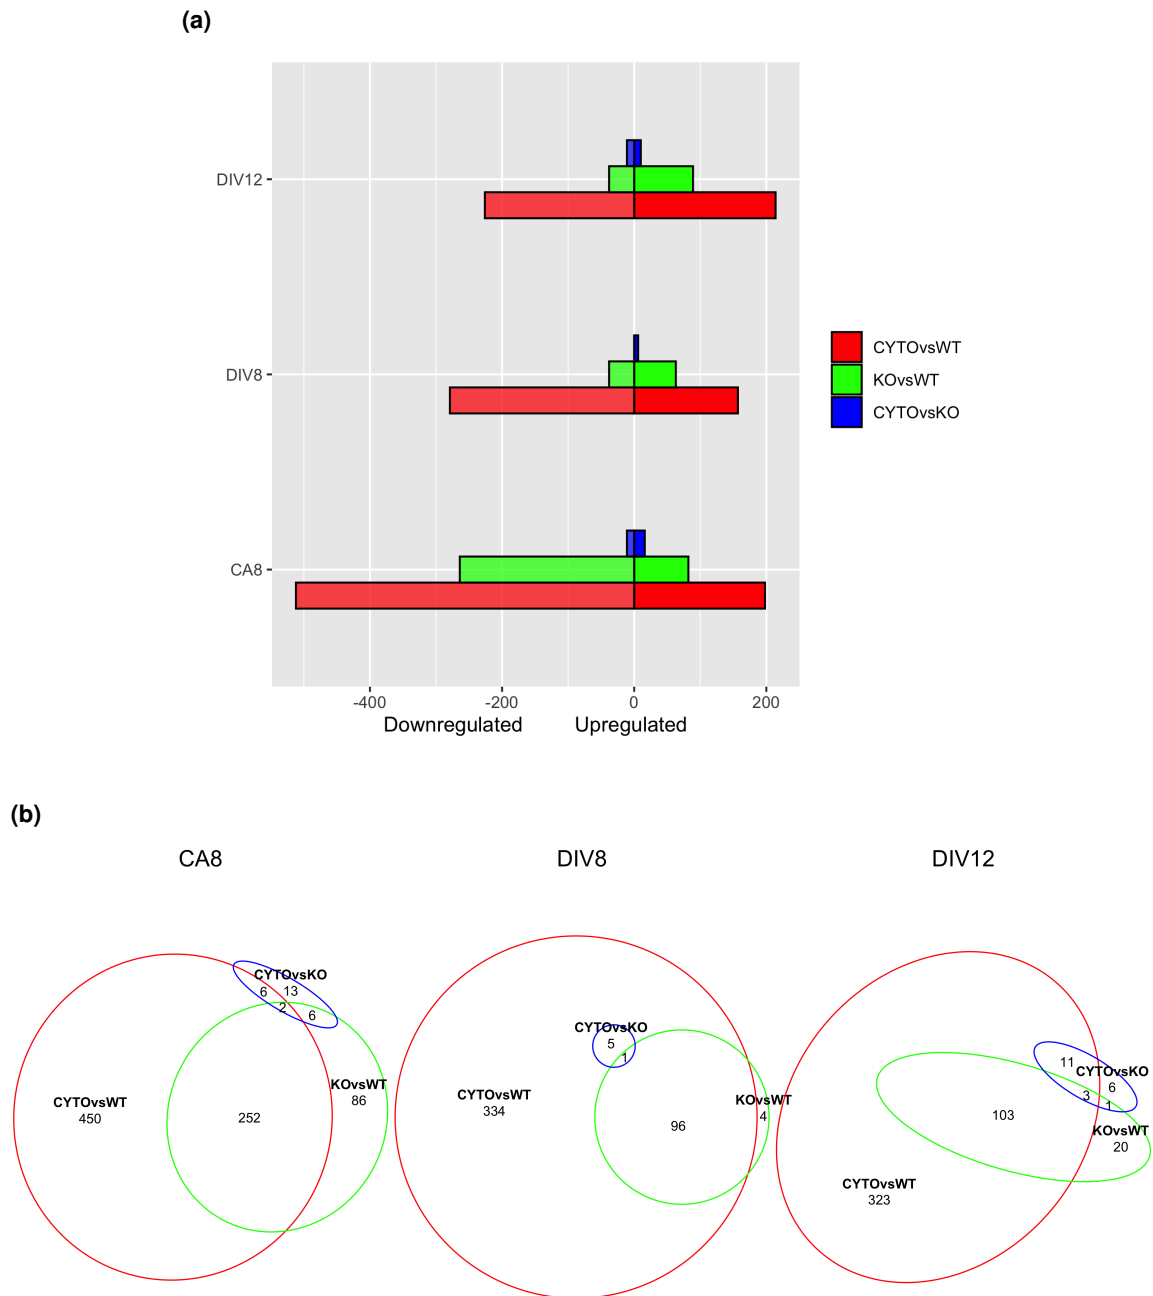 (a)
DIV12
DIV8
CA8
-400
-200
0
200
Downregulated
Upregulated
CYTOvsWT
KOvsWT
CYTOvsKO
(b)
CA8
CYTOvsKO
6
13
2
6
KOvsWT
86
CYTOvsWT
450
252
DIV8
CYTOvsKO
5
1
CYTOvsWT
334
KOvsWT
4
96
DIV12
11
CYTOvsKO
6
3
1
103
KOvsWT
20
CYTOvsWT
323